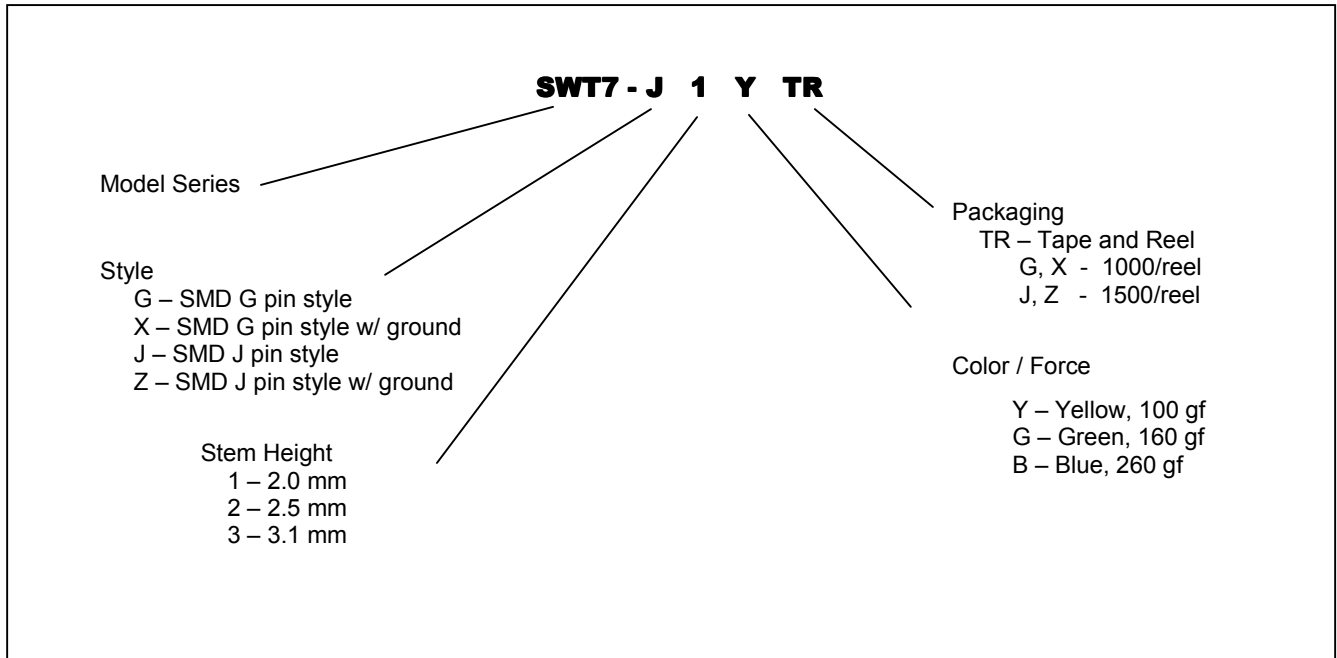 SWT7 - J 1 Y TR
Model Series
Style
G – SMD G pin style
X – SMD G pin style w/ ground
J – SMD J pin style
Z – SMD J pin style w/ ground
Stem Height
1 – 2.0 mm
2 – 2.5 mm
3 – 3.1 mm
Packaging
TR – Tape and Reel
G, X - 1000/reel
J, Z - 1500/reel
Color / Force
Y – Yellow, 100 gf
G – Green, 160 gf
B – Blue, 260 gf